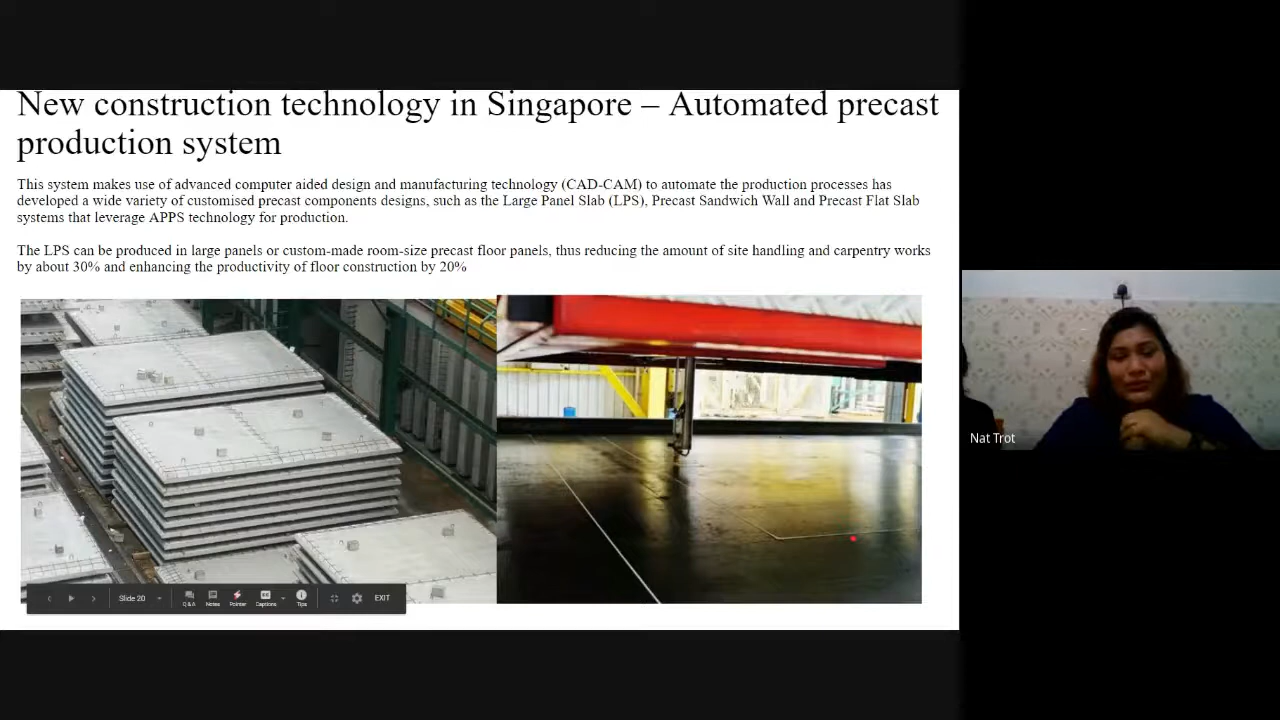 New construction technology in Singapore – Automated precast
production system
This system makes use of advanced computer aided design and manufacturing technology (CAD-CAM) to automate the production processes has
developed a wide variety of customised precast components designs, such as the Large Panel Slab (LPS), Precast Sandwich Wall and Precast Flat Slab
systems that leverage APPS technology for production.
The LPS can be produced in large panels or custom-made room-size precast floor panels, thus reducing the amount of site handling and carpentry works
by about 30% and enhancing the productivity of floor construction by 20%
Nat Trot
Slide 20
Q&A
Notes
Pointer
Captions
Tips
EXIT